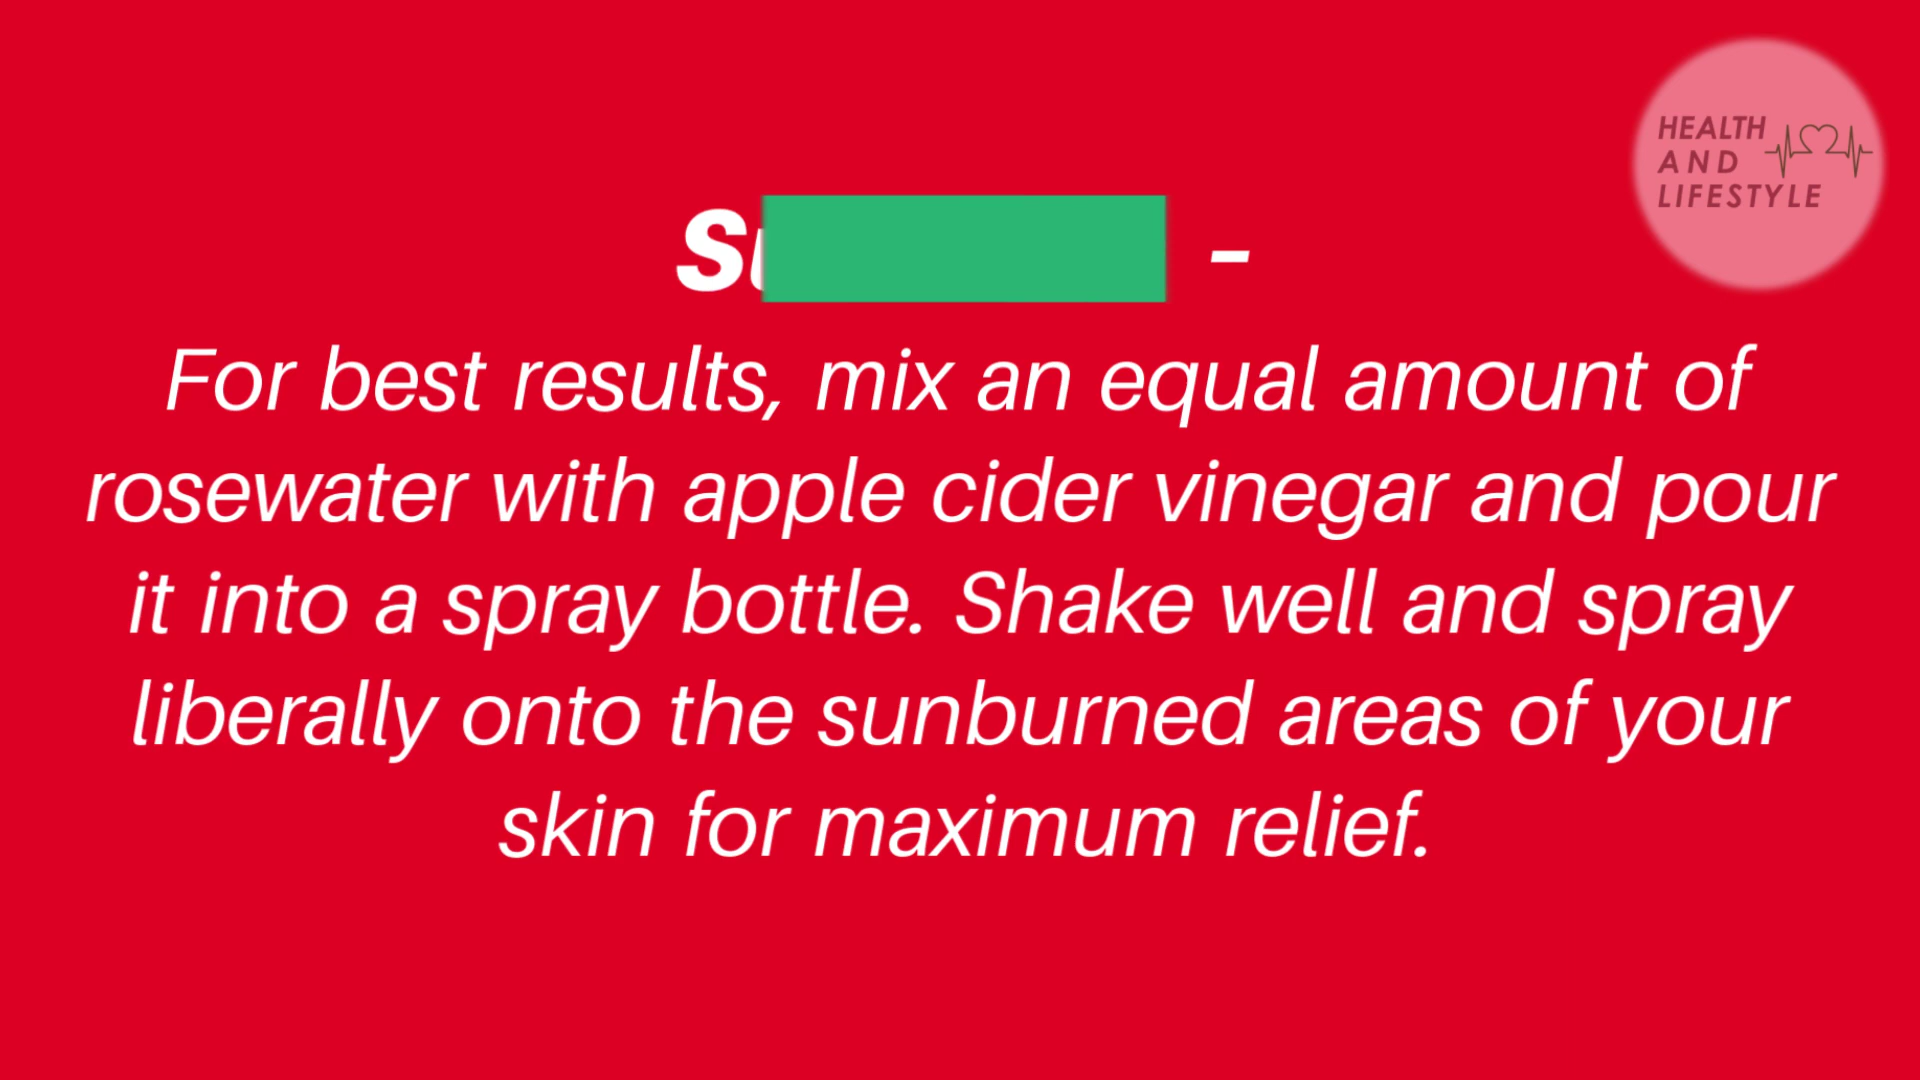 HEALTH
AND
LIFESTYLE
–
For best results, mix an equal amount of
rosewater with apple cider vinegar and pour
it into a spray bottle. Shake well and spray
liberally onto the sunburned areas of your
skin for maximum relief.